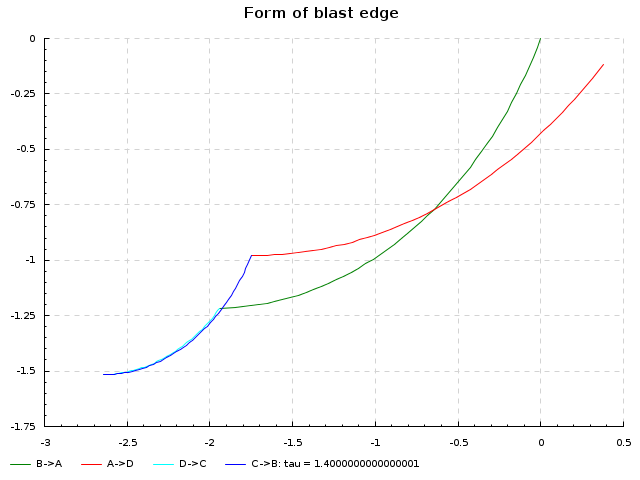 Form of blast edge
0
-0.25
-0.5
-0.75
-1
-1.25
-1.5
-1.75
-3 -2.5 -2 -1.5 -1 -0.5 0 0.5
B->A A->D D->C C->B: tau = 1.4000000000000001